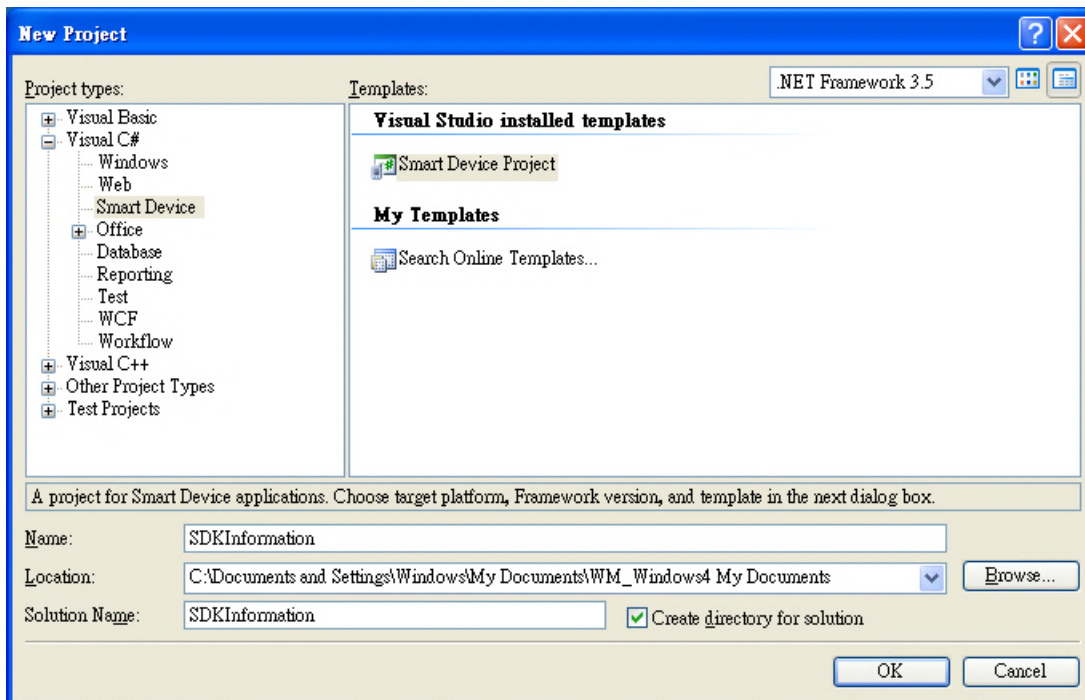 New Project
Project types:
Templates:
.NET Framework 3.5
Visual Basic
Visual C#
Windows
Web
Smart Device
Office
Database
Reporting
Test
WCF
Workflow
Visual C++
Other Project Types
Test Projects
Visual Studio installed templates
Smart Device Project
My Templates
Search Online Templates...
A project for Smart Device applications. Choose target platform, Framework version, and template in the next dialog box.
Name:
SDKInformation
Location:
C:\Documents and Settings\Windows\My Documents\WM_Windows4 My Documents
Browse...
Solution Name:
SDKInformation
Create directory for solution
OK
Cancel